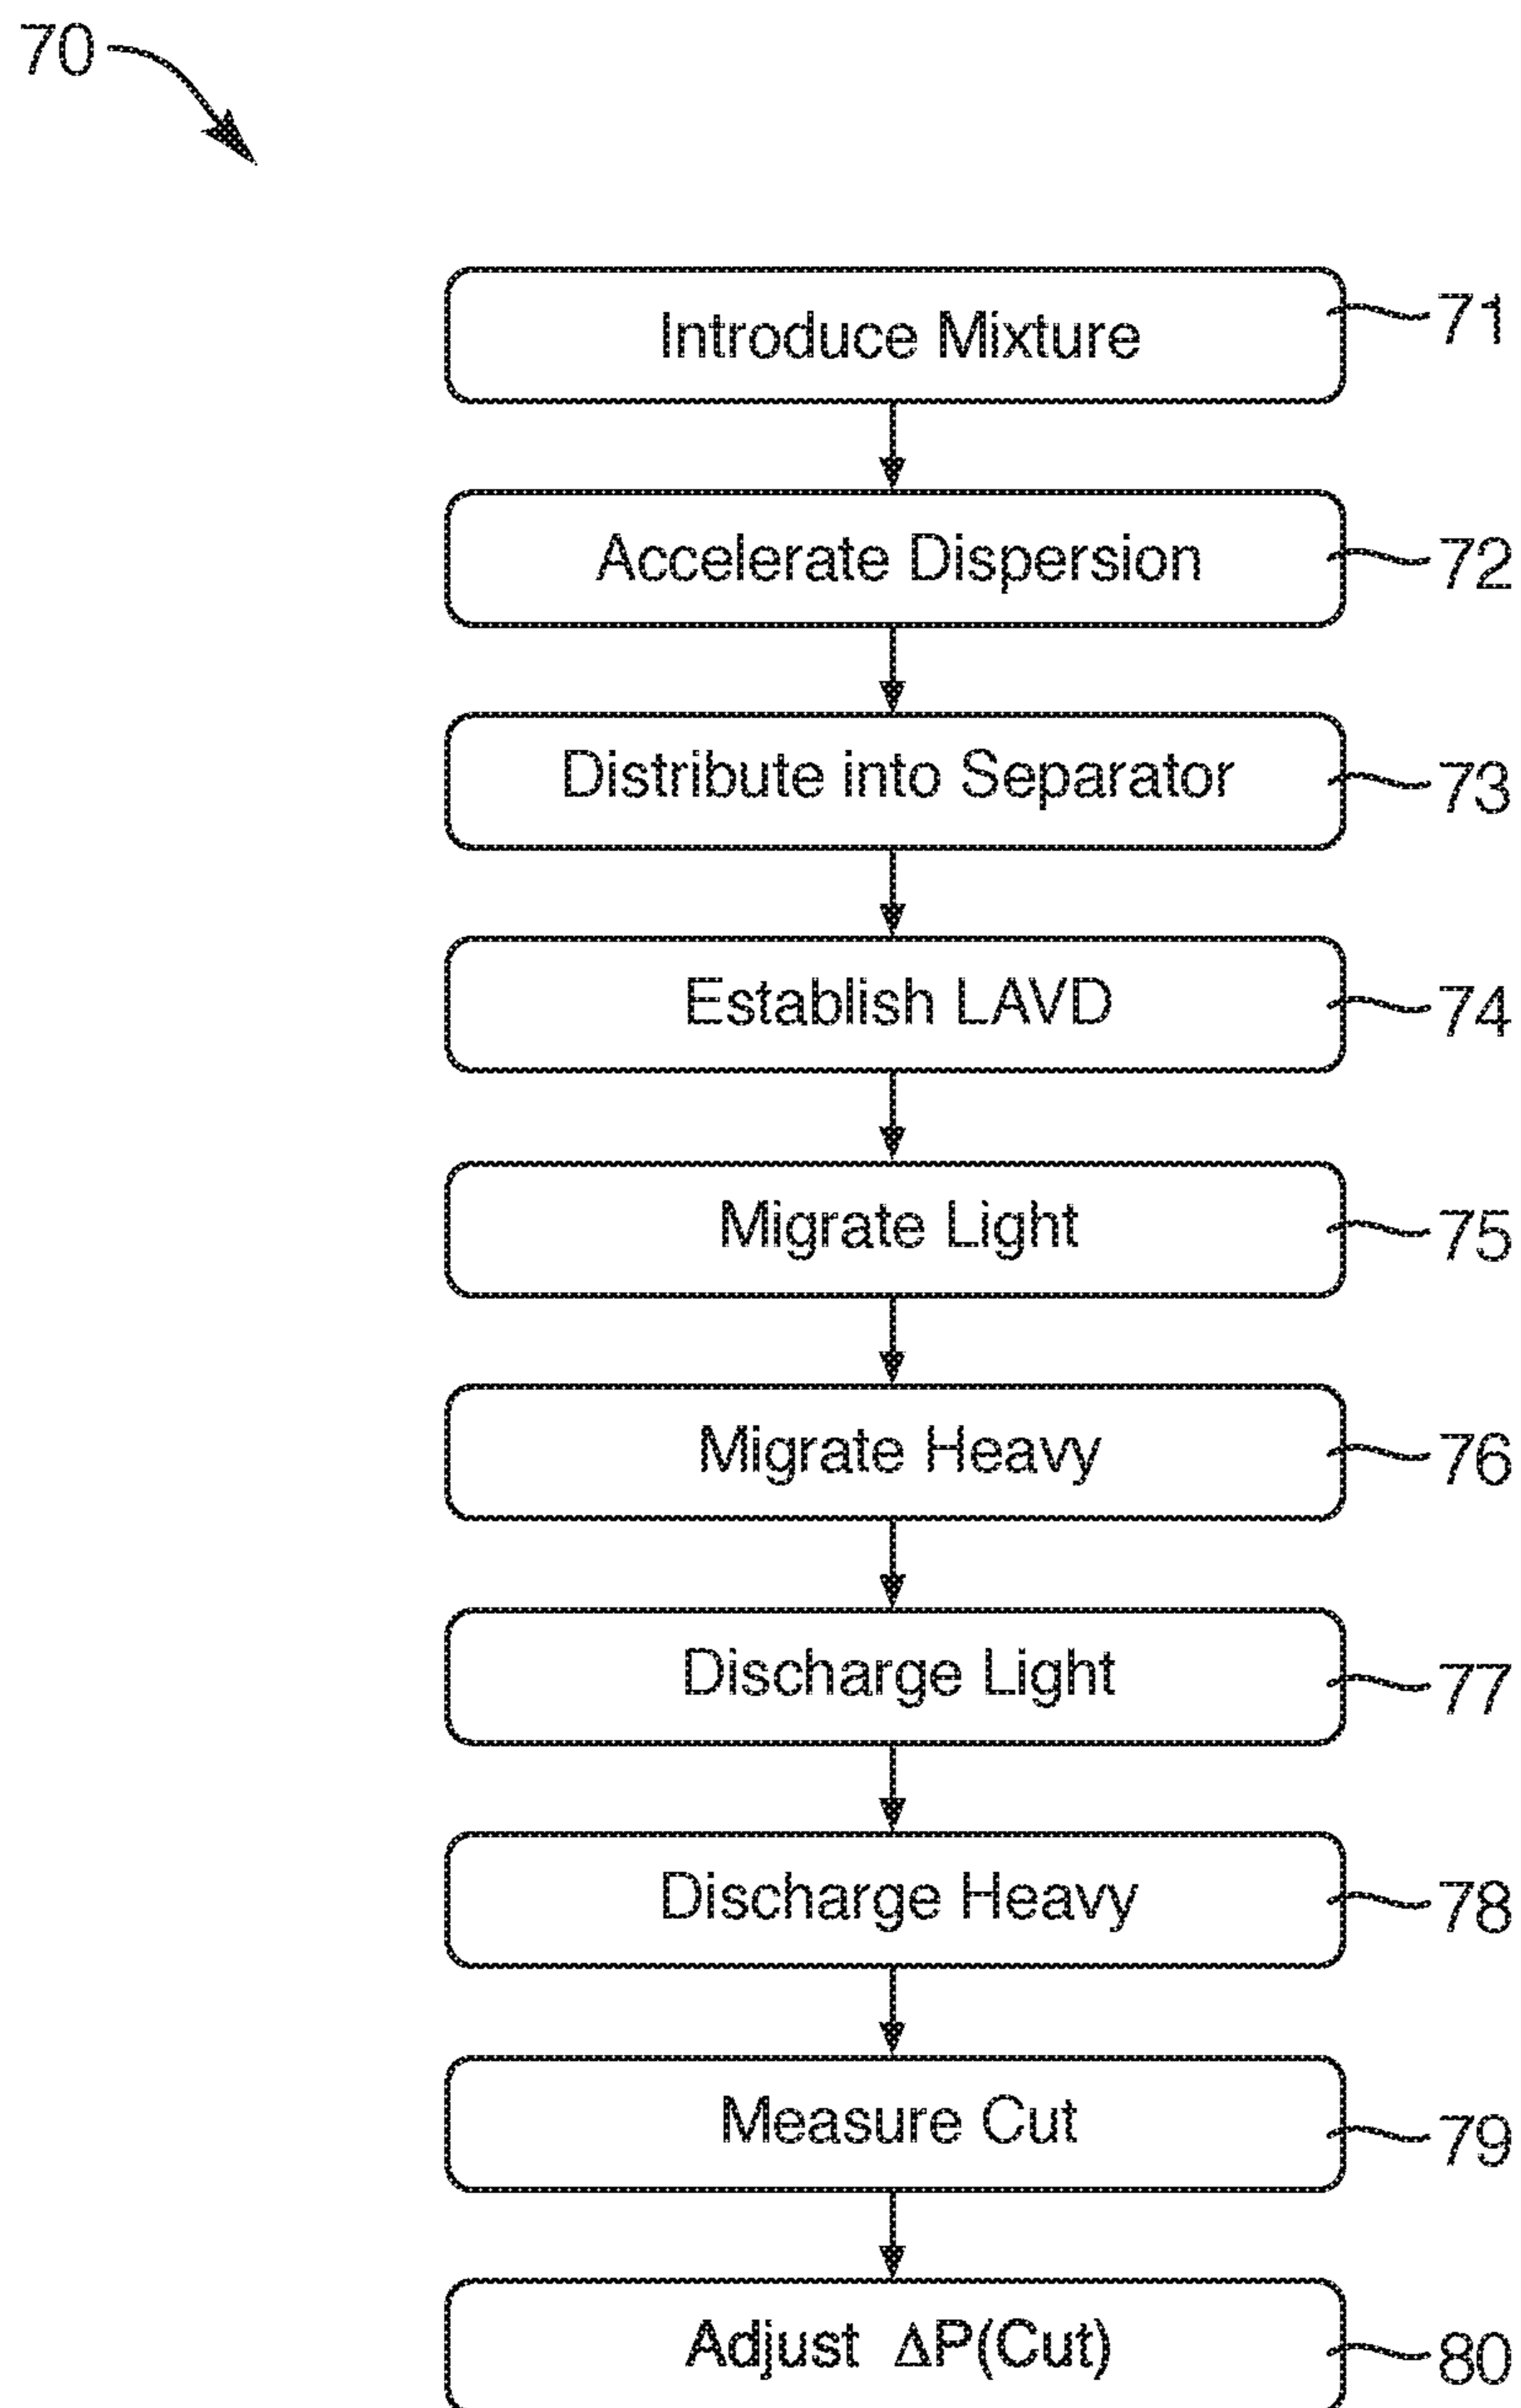 70
Introduce Mixture 71
Accelerate Dispersion 72
Distribute into Separator 73
Establish LAVD 74
Migrate Light 75
Migrate Heavy 76
Discharge Light 77
Discharge Heavy 78
Measure Cut 79
Adjust ΔP(Cut) 80